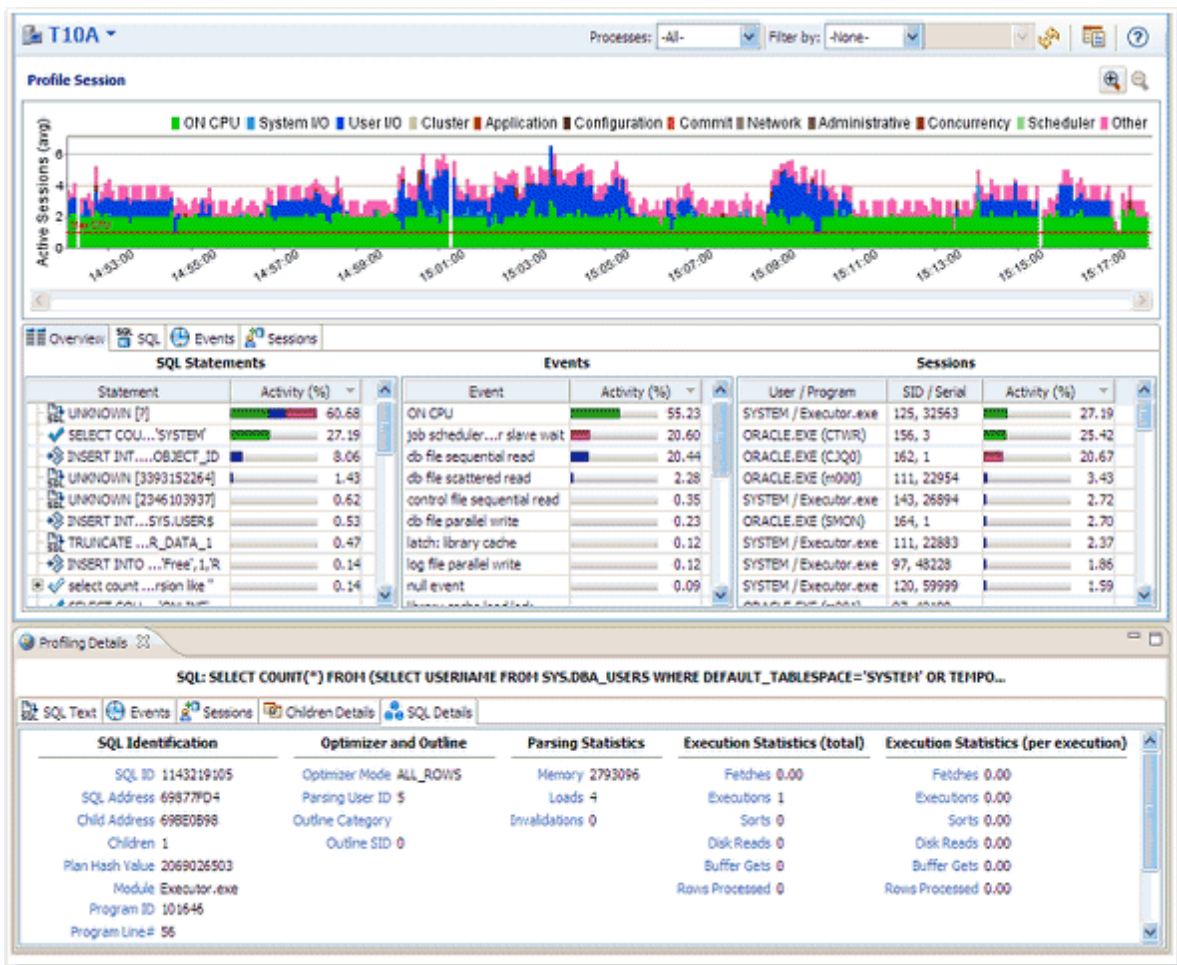 T10A
Processes: -All- Filter by: -None-
Profile Session
ON CPU System I/O User I/O Cluster Application Configuration Commit Network Administrative Concurrency Scheduler Other
Active Sessions (avg)
6
4
2
0
Max CPU
14:53:00 14:55:00 14:57:00 14:59:00 15:01:00 15:03:00 15:05:00 15:07:00 15:09:00 15:11:00 15:13:00 15:15:00 15:17:00
Overview SQL Events Sessions
SQL Statements Events Sessions
Statement Activity (%) Event Activity (%) User / Program SID / Serial Activity (%)
UNKNOWN [?] 60.68 ON CPU 55.23 SYSTEM / Executor.exe 125, 32563 27.19
SELECT COU...'SYSTEM' 27.19 job scheduler...r slave wait 20.60 ORACLE.EXE (CTWR) 156, 3 25.42
INSERT INT....OBJECT_ID 8.06 db file sequential read 20.44 ORACLE.EXE (CJQ0) 162, 1 20.67
UNKNOWN [3393152264] 1.43 db file scattered read 2.28 ORACLE.EXE (m000) 111, 22954 3.43
UNKNOWN [2346103937] 0.62 control file sequential read 0.35 SYSTEM / Executor.exe 143, 26894 2.72
INSERT INT...SYS.USER$ 0.53 db file parallel write 0.23 ORACLE.EXE (SMON) 164, 1 2.70
TRUNCATE ...R_DATA_1 0.47 latch: library cache 0.12 SYSTEM / Executor.exe 111, 22883 2.37
INSERT INTO ...'Free',1,'R 0.14 log file parallel write 0.12 SYSTEM / Executor.exe 97, 48228 1.86
select count ...rsion like " 0.14 null event 0.09 SYSTEM / Executor.exe 120, 59999 1.59
Profiling Details
SQL: SELECT COUNT(*) FROM (SELECT USERNAME FROM SYS.DBA_USERS WHERE DEFAULT_TABLESPACE='SYSTEM' OR TEMPO...
SQL Text Events Sessions Children Details SQL Details
SQL Identification Optimizer and Outline Parsing Statistics Execution Statistics (total) Execution Statistics (per execution)
SQL ID 1143219105 Optimizer Mode ALL_ROWS Memory 2793096 Fetches 0.00 Fetches 0.00
SQL Address 69877FD4 Parsing User ID 5 Loads 4 Executions 1 Executions 0.00
Child Address 69BE0B98 Outline Category Invalidations 0 Sorts 0 Sorts 0.00
Children 1 Outline SID 0 Disk Reads 0 Disk Reads 0.00
Plan Hash Value 2069026503 Buffer Gets 0 Buffer Gets 0.00
Module Executor.exe Rows Processed 0 Rows Processed 0.00
Program ID 101646
Program Line# 56